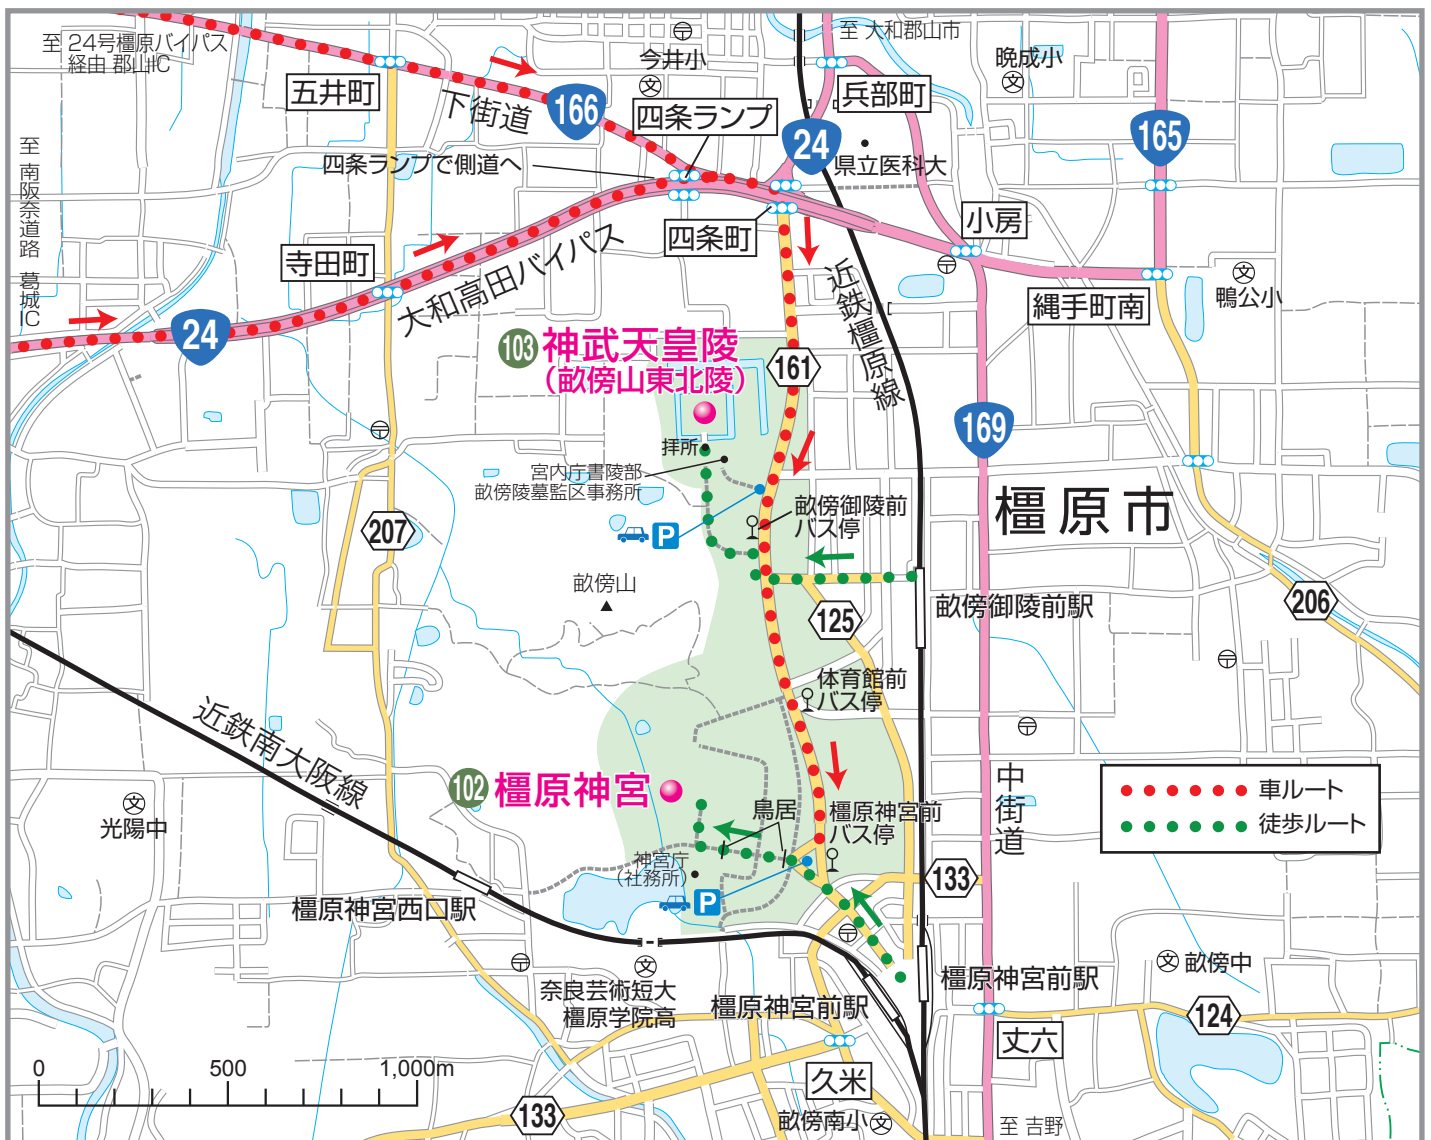 至 24号橿原バイパス
経由 郡山IC
五井町
下街道
166
今井小
文
四条ランプ
四条ランプで側道へ
至 大和郡山市
兵部町
24
県立医科大
晩成小
文
165
至 南阪奈道路 葛城IC
寺田町
24
大和高田バイパス
四条町
小房
縄手町南
文
鴨公小
近鉄橿原線
161
169
103 神武天皇陵
(畝傍山東北陵)
拝所
宮内庁書陵部
畝傍陵墓監区事務所
P
畝傍御陵前
バス停
橿原市
207
畝傍山
125
畝傍御陵前駅
206
体育館前
バス停
近鉄南大阪線
102 橿原神宮
鳥居
橿原神宮前
バス停
中街道
車ルート
徒歩ルート
文
光陽中
神宮庁
(社務所)
P
133
橿原神宮西口駅
文
奈良芸術短大
橿原学院高
橿原神宮前駅
橿原神宮前駅
文 畝傍中
124
丈六
久米
0 500 1,000m
133
畝傍南小 文
至 吉野